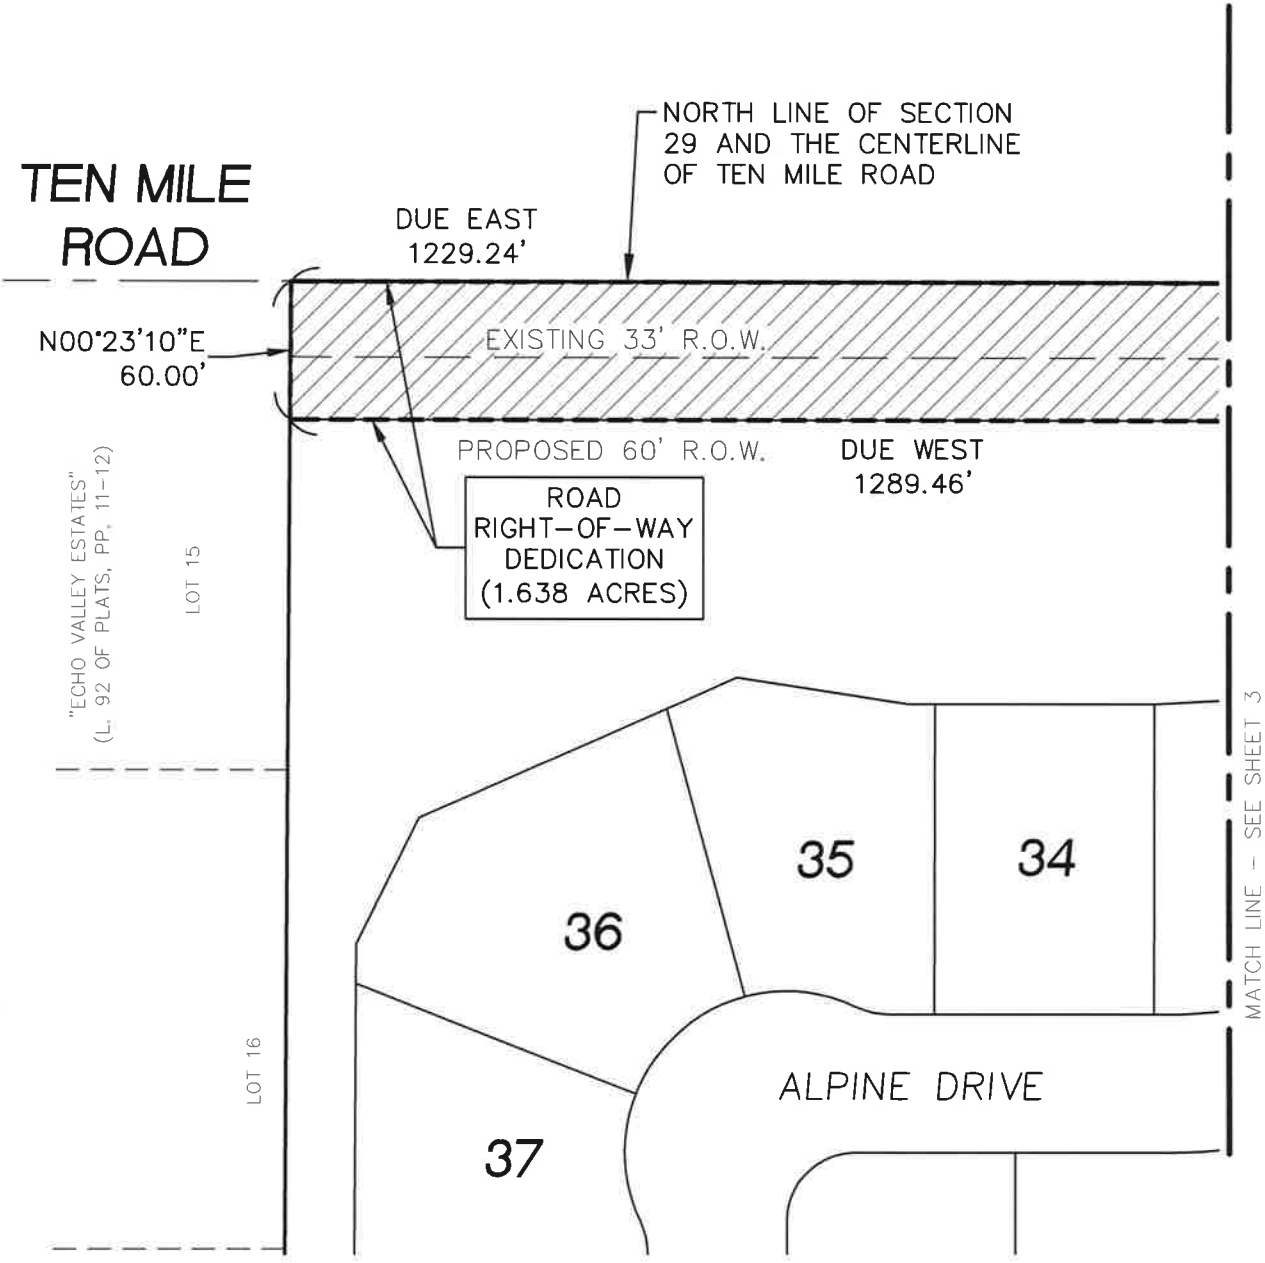 NORTH LINE OF SECTION
29 AND THE CENTERLINE
OF TEN MILE ROAD
TEN MILE
ROAD
DUE EAST
1229.24'
N00°23'10"E
60.00'
EXISTING 33' R.O.W.
PROPOSED 60' R.O.W.
DUE WEST
1289.46'
ROAD
RIGHT-OF-WAY
DEDICATION
(1.638 ACRES)
"ECHO VALLEY ESTATES"
(L. 92 OF PLATS, PP. 11-12)
LOT 15
MATCH LINE - SEE SHEET 3
35
34
36
LOT 16
ALPINE DRIVE
37